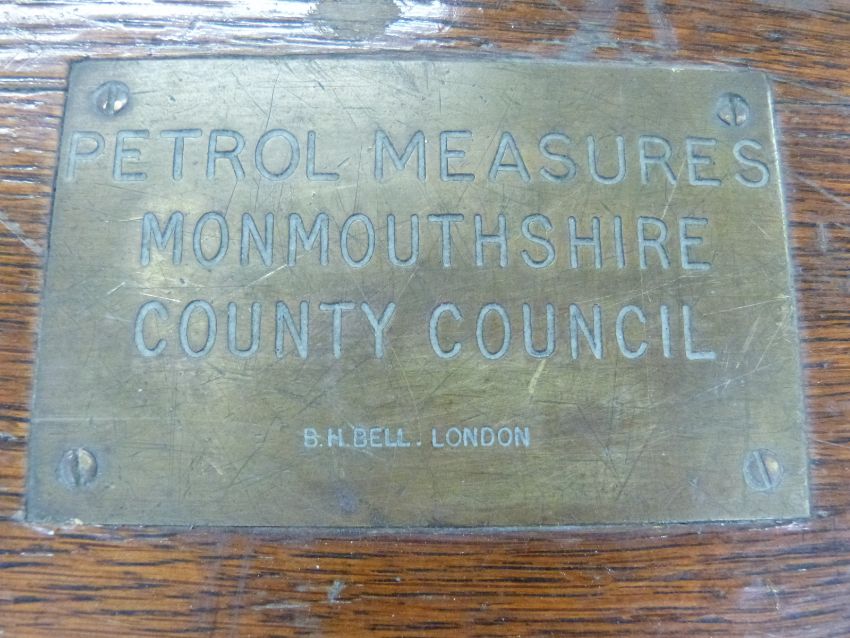 PETROL MEASURES
MONMOUTHSHIRE
COUNTY COUNCIL
B.H.BELL. LONDON